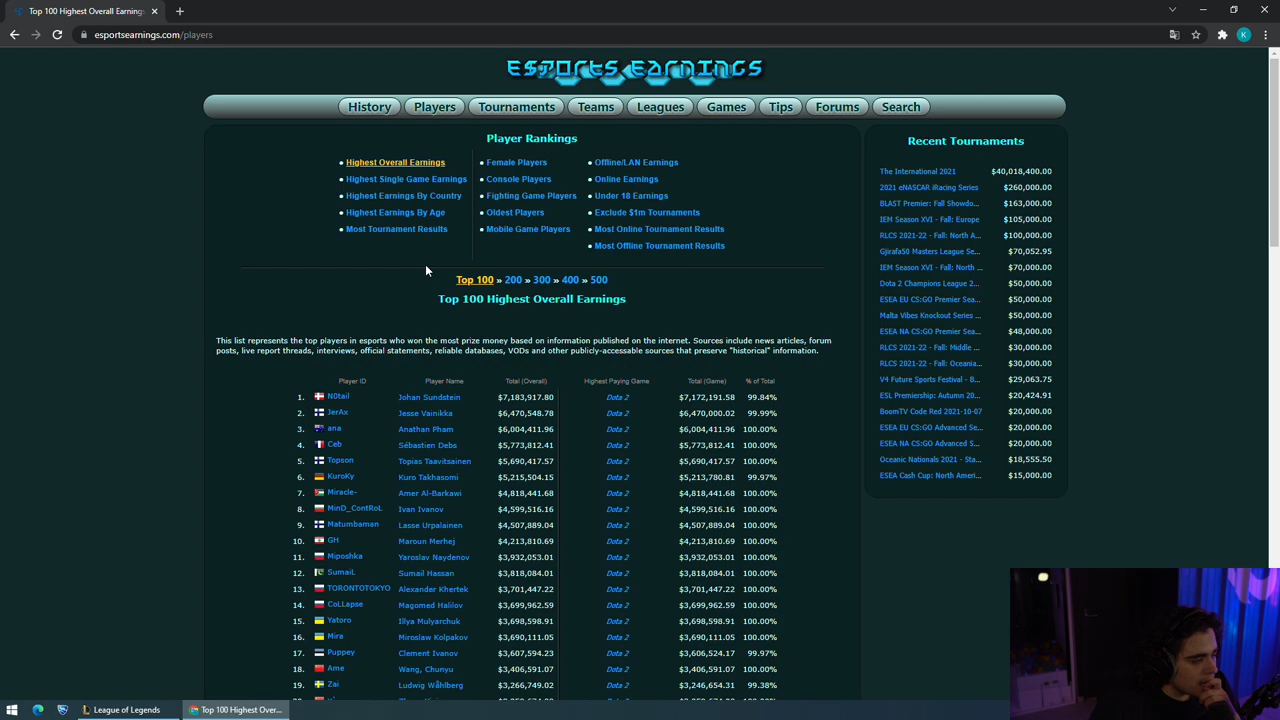 Top 100 Highest Overall Earnings
esportsearnings.com/players
K
ESPORTS EARNINGS
History Players Tournaments Teams Leagues Games Tips Forums Search
Player Rankings
Highest Overall Earnings
Highest Single Game Earnings
Highest Earnings By Country
Highest Earnings By Age
Most Tournament Results
Female Players
Console Players
Fighting Game Players
Oldest Players
Mobile Game Players
Offline/LAN Earnings
Online Earnings
Under 18 Earnings
Exclude $1m Tournaments
Most Online Tournament Results
Most Offline Tournament Results
Top 100 » 200 » 300 » 400 » 500
Top 100 Highest Overall Earnings
This list represents the top players in esports who won the most prize money based on information published on the internet. Sources include news articles, forum
posts, live report threads, interviews, official statements, reliable databases, VODs and other publicly-accessible sources that preserve "historical" information.
Player ID Player Name Total (Overall) Highest Paying Game Total (Game) % of Total
1. N0tail Johan Sundstein $7,183,917.80 Dota 2 $7,172,191.58 99.84%
2. JerAx Jesse Vainikka $6,470,548.78 Dota 2 $6,470,000.02 99.99%
3. ana Anathan Pham $6,004,411.96 Dota 2 $6,004,411.96 100.00%
4. Ceb Sébastien Debs $5,773,812.41 Dota 2 $5,773,812.41 100.00%
5. Topson Topias Taavitsainen $5,690,417.57 Dota 2 $5,690,417.57 100.00%
6. KuroKy Kuro Takhasomi $5,215,504.15 Dota 2 $5,213,780.81 99.97%
7. Miracle- Amer Al-Barkawi $4,818,441.68 Dota 2 $4,818,441.68 100.00%
8. MinD_ContRoL Ivan Ivanov $4,599,516.16 Dota 2 $4,599,516.16 100.00%
9. Matumbaman Lasse Urpalainen $4,507,889.04 Dota 2 $4,507,889.04 100.00%
10. GH Maroun Merhej $4,213,810.69 Dota 2 $4,213,810.69 100.00%
11. Miposhka Yaroslav Naydenov $3,932,053.01 Dota 2 $3,932,053.01 100.00%
12. SumaiL Sumail Hassan $3,818,084.01 Dota 2 $3,818,084.01 100.00%
13. TORONTOTOKYO Alexander Khertek $3,701,447.22 Dota 2 $3,701,447.22 100.00%
14. CoLLapse Magomed Halilov $3,699,962.59 Dota 2 $3,699,962.59 100.00%
15. Yatoro Illya Mulyarchuk $3,698,598.91 Dota 2 $3,698,598.91 100.00%
16. Mira Miroslaw Kolpakov $3,690,111.05 Dota 2 $3,690,111.05 100.00%
17. Puppey Clement Ivanov $3,607,594.23 Dota 2 $3,606,524.17 99.97%
18. Ame Wang, Chunyu $3,406,591.07 Dota 2 $3,406,591.07 100.00%
19. Zai Ludwig Wåhlberg $3,266,749.02 Dota 2 $3,246,654.31 99.38%
Recent Tournaments
The International 2021 $40,018,400.00
2021 eNASCAR iRacing Series $260,000.00
BLAST Premier: Fall Showdo... $163,000.00
IEM Season XVI - Fall: Europe $105,000.00
RLCS 2021-22 - Fall: North A... $100,000.00
Gjirafa50 Masters League Se... $70,052.95
IEM Season XVI - Fall: North ... $70,000.00
Dota 2 Champions League 2... $50,000.00
ESEA EU CS:GO Premier Sea... $50,000.00
Malta Vibes Knockout Series ... $50,000.00
ESEA NA CS:GO Premier Sea... $48,000.00
RLCS 2021-22 - Fall: Middle ... $30,000.00
RLCS 2021-22 - Fall: Oceania... $30,000.00
V4 Future Sports Festival - B... $29,063.75
ESL Premiership: Autumn 20... $20,424.91
BoomTV Code Red 2021-10-07 $20,000.00
ESEA EU CS:GO Advanced Se... $20,000.00
ESEA NA CS:GO Advanced S... $20,000.00
Oceanic Nationals 2021 - Sta... $18,555.50
ESEA Cash Cup: North Ameri... $15,000.00
League of Legends
Top 100 Highest Over...